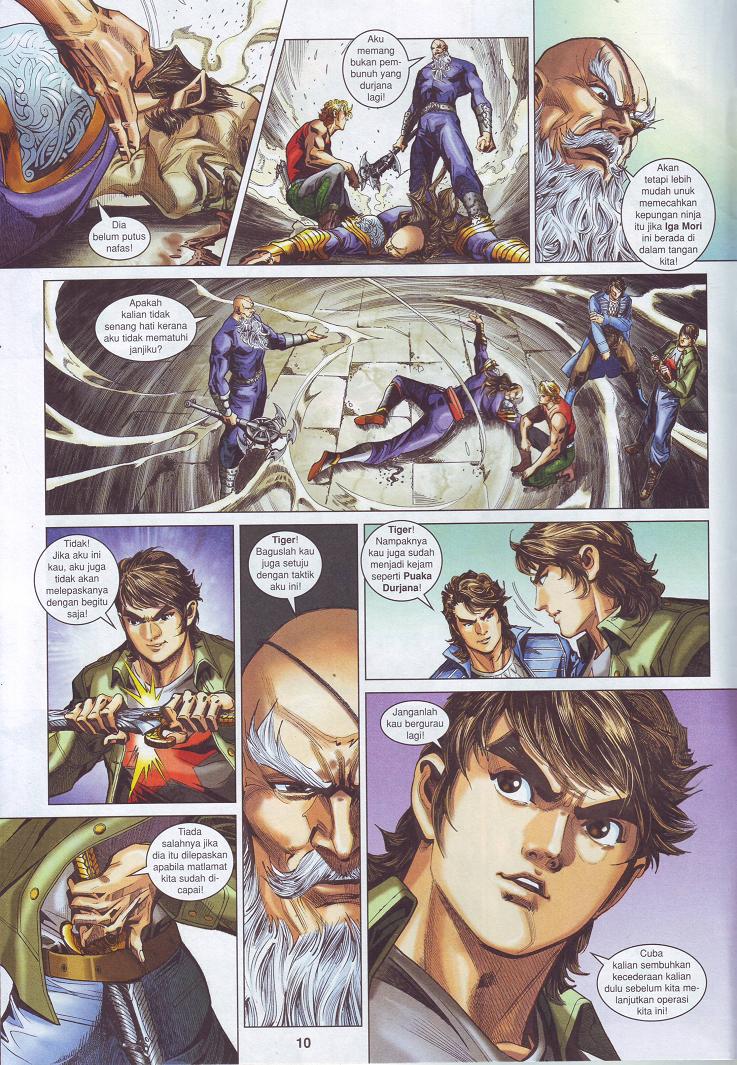 Dia
belum putus
nafas!
Aku
memang
bukan pem-
bunuh yang
durjana
lagi!
Akan
tetapi lebih
mudah unuk
memecahkan
kepungan ninja
itu jika Iga Mori
ini berada di
dalam tangan
kita!
Apakah
kalian tidak
senang hati kerana
aku tidak mematuhi
janjiku?
Tidak!
Jika aku ini
kau, aku juga
tidak akan
melepaskanya
dengan begitu
saja!
Tiger!
Baguslah kau
juga setuju
dengan taktik
aku ini!
Tiger!
Nampaknya
kau juga sudah
menjadi kejam
seperti Puaka
Durjana!
Janganlah
kau bergurau
lagi!
Tiada
salahnya jika
dia itu dilepaskan
apabila matlamat
kita sudah di-
capai!
Cuba
kalian sembuhkan
kecederaan kalian
dulu sebelum kita me-
lanjutkan operasi
kita ini!
10